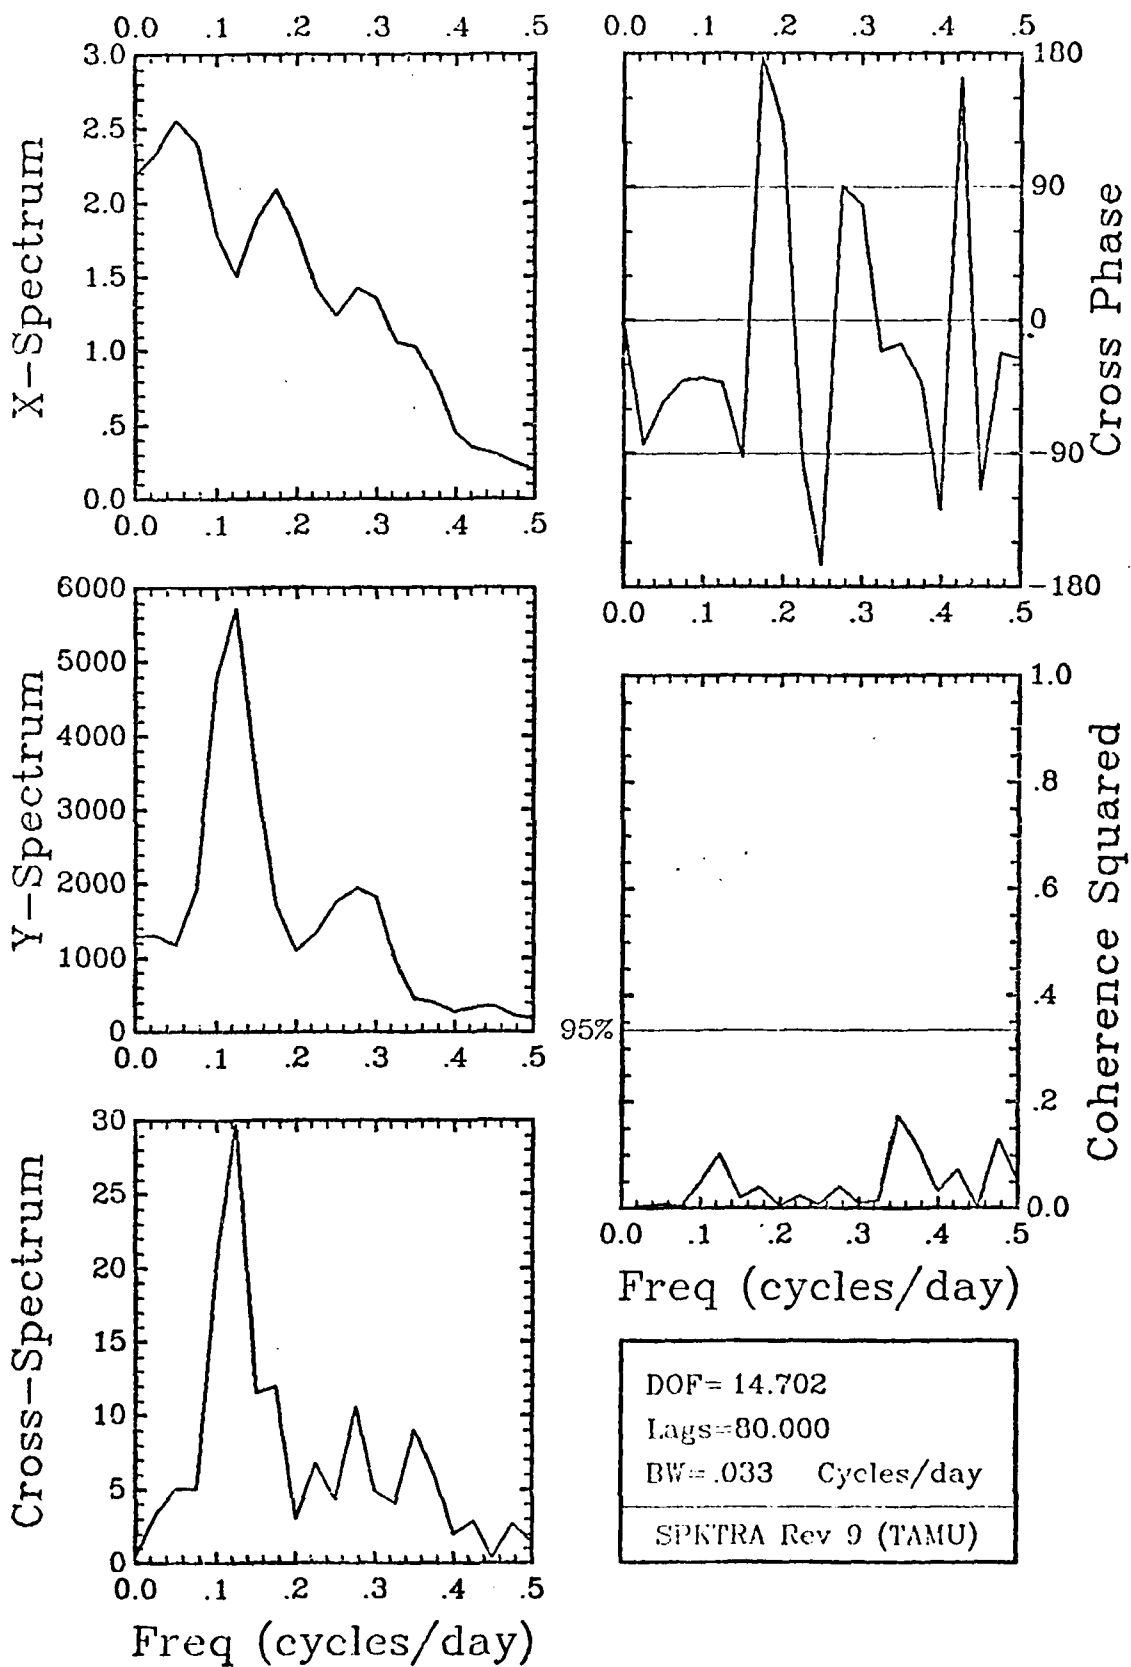 0.0 .1 .2 .3 .4 .5
3.0
2.5
2.0
1.5
1.0
.5
0.0
X-Spectrum
0.0 .1 .2 .3 .4 .5
6000
5000
4000
3000
2000
1000
0
Y-Spectrum
0.0 .1 .2 .3 .4 .5
30
25
20
15
10
5
0
Cross-Spectrum
0.0 .1 .2 .3 .4 .5
Freq (cycles/day)
0.0 .1 .2 .3 .4 .5
180
90
0
-90
-180
Cross Phase
0.0 .1 .2 .3 .4 .5
1.0
.8
.6
.4
.2
0.0
95%
Coherence Squared
0.0 .1 .2 .3 .4 .5
Freq (cycles/day)
DOF= 14.702
Lags=80.000
BW= .033 Cycles/day
SPKTRA Rev 9 (TAMU)